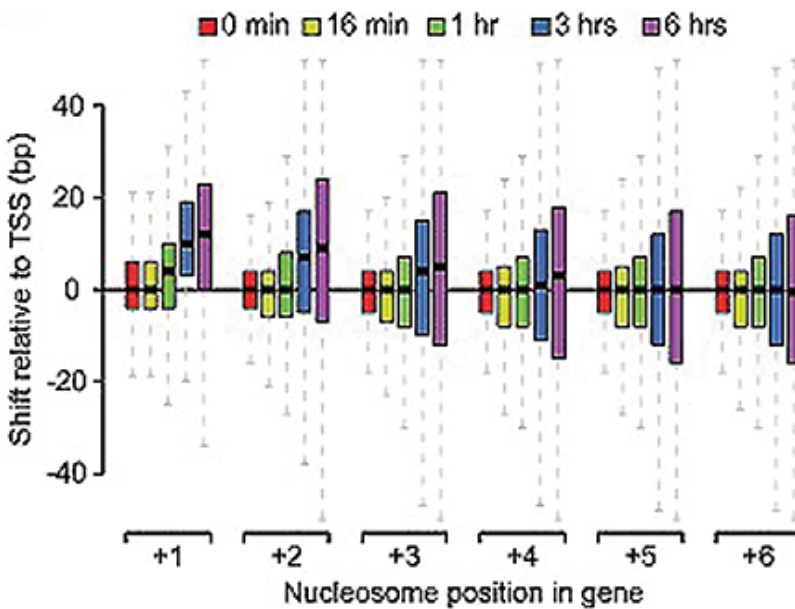 0 min 16 min 1 hr 3 hrs 6 hrs
Shift relative to TSS (bp)
40
20
0
-20
-40
+1 +2 +3 +4 +5 +6
Nucleosome position in gene